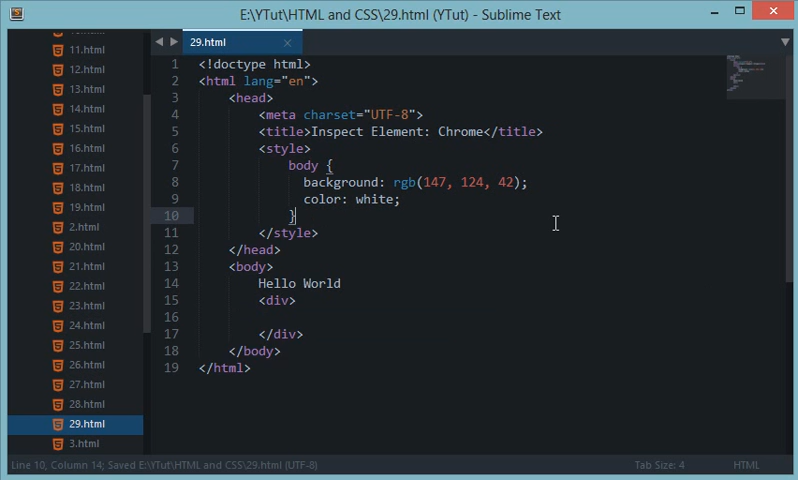 E:\YTut\HTML and CSS\29.html (YTut) - Sublime Text
11.html
12.html
13.html
14.html
15.html
16.html
17.html
18.html
19.html
2.html
20.html
21.html
22.html
23.html
24.html
25.html
26.html
27.html
28.html
29.html
3.html
29.html
1 <!doctype html>
2 <html lang="en">
3 <head>
4 <meta charset="UTF-8">
5 <title>Inspect Element: Chrome</title>
6 <style>
7 body {
8 background: rgb(147, 124, 42);
9 color: white;
10 }
11 </style>
12 </head>
13 <body>
14 Hello World
15 <div>
16
17 </div>
18 </body>
19 </html>
Line 10, Column 14; Saved E:\YTut\HTML and CSS\29.html (UTF-8)
Tab Size: 4
HTML